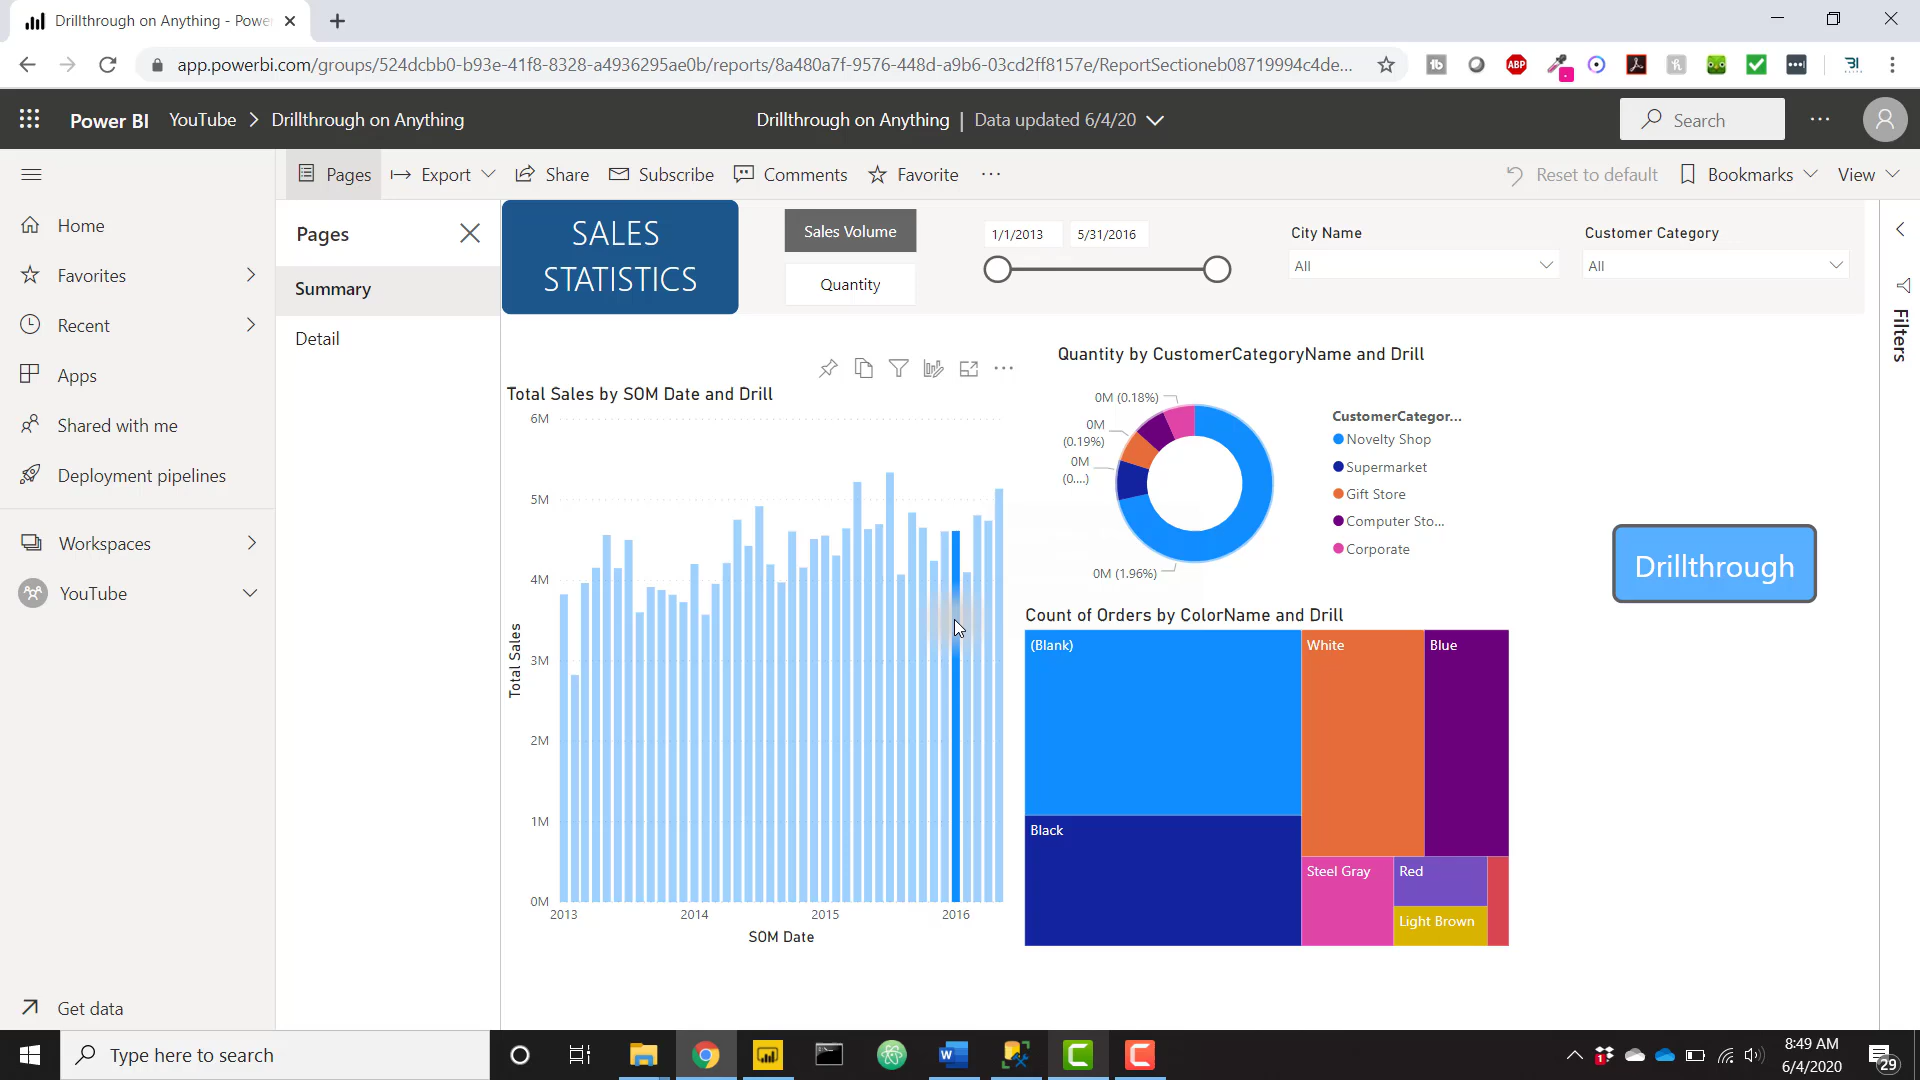 Drillthrough on Anything - Power
app.powerbi.com/groups/524dcbb0-b93e-41f8-8328-a4936295ae0b/reports/8a480a7f-9576-448d-a9b6-03cd2ff8157e/ReportSectioneb08719994c4de...
ABP
Power BI YouTube > Drillthrough on Anything
Drillthrough on Anything | Data updated 6/4/20
Search
Pages Export Share Subscribe Comments Favorite ...
Reset to default Bookmarks View
Home
Favorites
Recent
Apps
Shared with me
Deployment pipelines
Workspaces
YouTube
Get data
Pages
Summary
Detail
SALES
STATISTICS
Sales Volume
Quantity
1/1/2013 5/31/2016
City Name
All
Customer Category
All
Filters
Total Sales by SOM Date and Drill
6M
5M
4M
3M
2M
1M
0M
Total Sales
2013 2014 2015 2016
SOM Date
Quantity by CustomerCategoryName and Drill
0M (0.18%)
0M
(0.19%)
0M
(0....)
0M (1.96%)
CustomerCategor...
Novelty Shop
Supermarket
Gift Store
Computer Sto...
Corporate
Drillthrough
Count of Orders by ColorName and Drill
(Blank)
White
Blue
Black
Steel Gray
Red
Light Brown
Type here to search
8:49 AM
6/4/2020
29